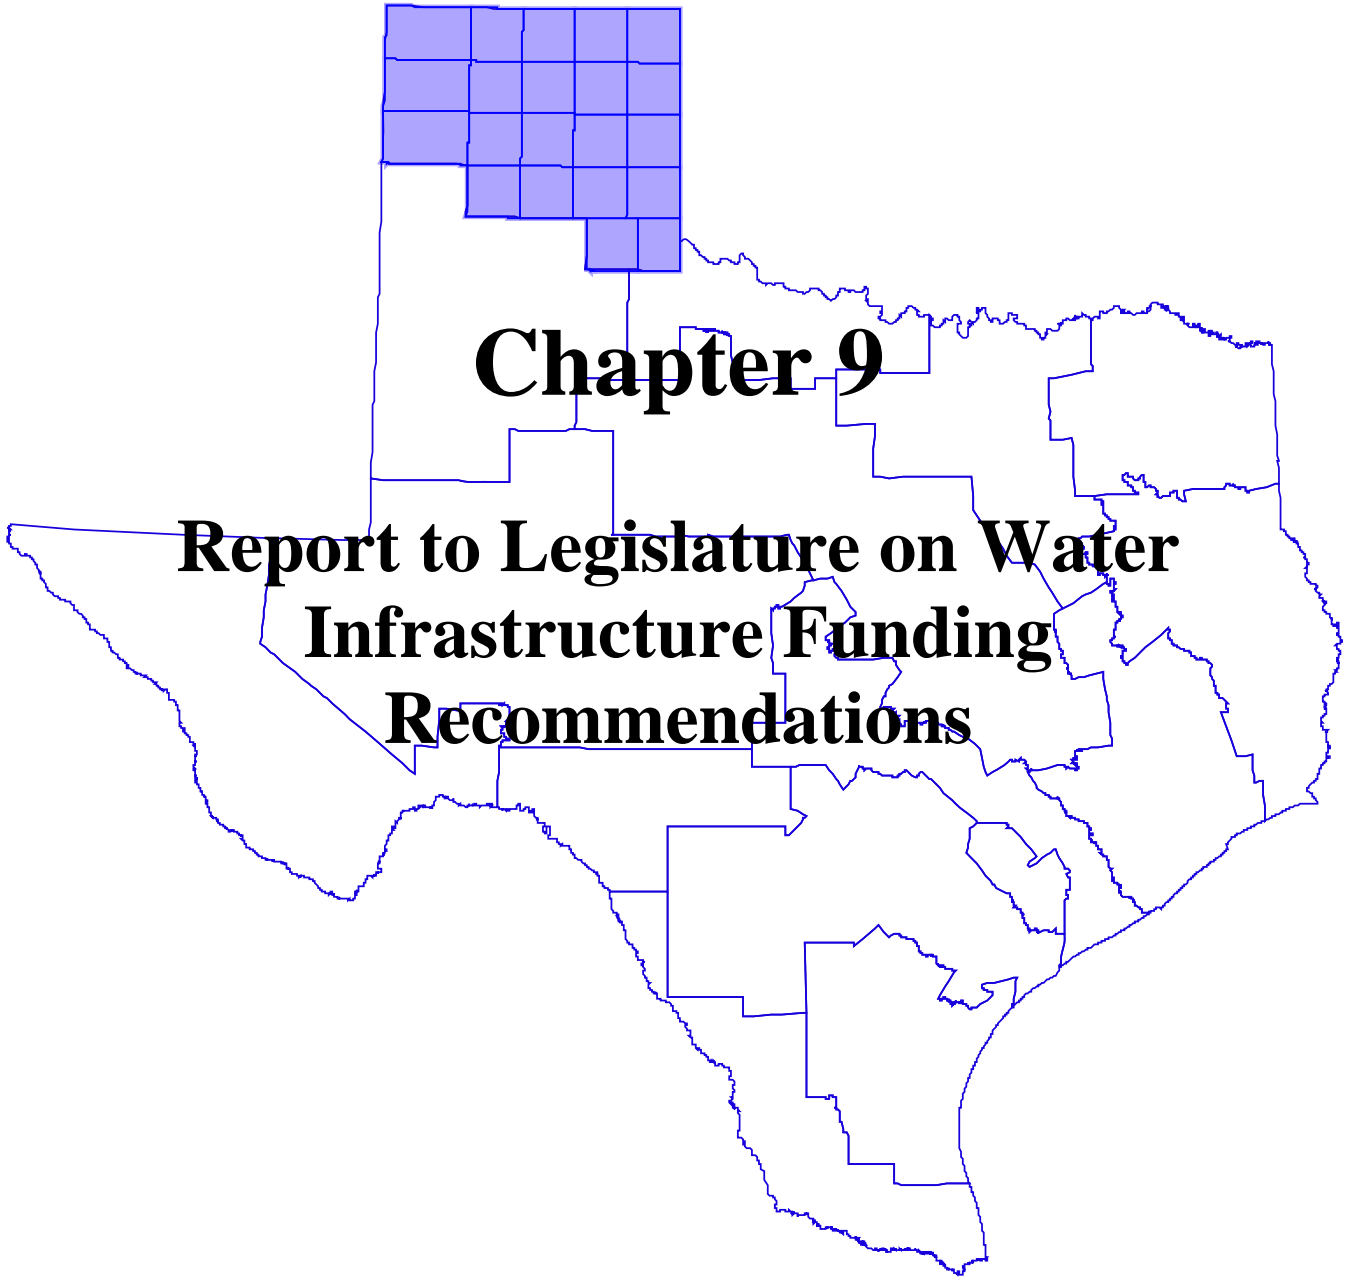 Chapter 9
Report to Legislature on Water
Infrastructure Funding
Recommendations